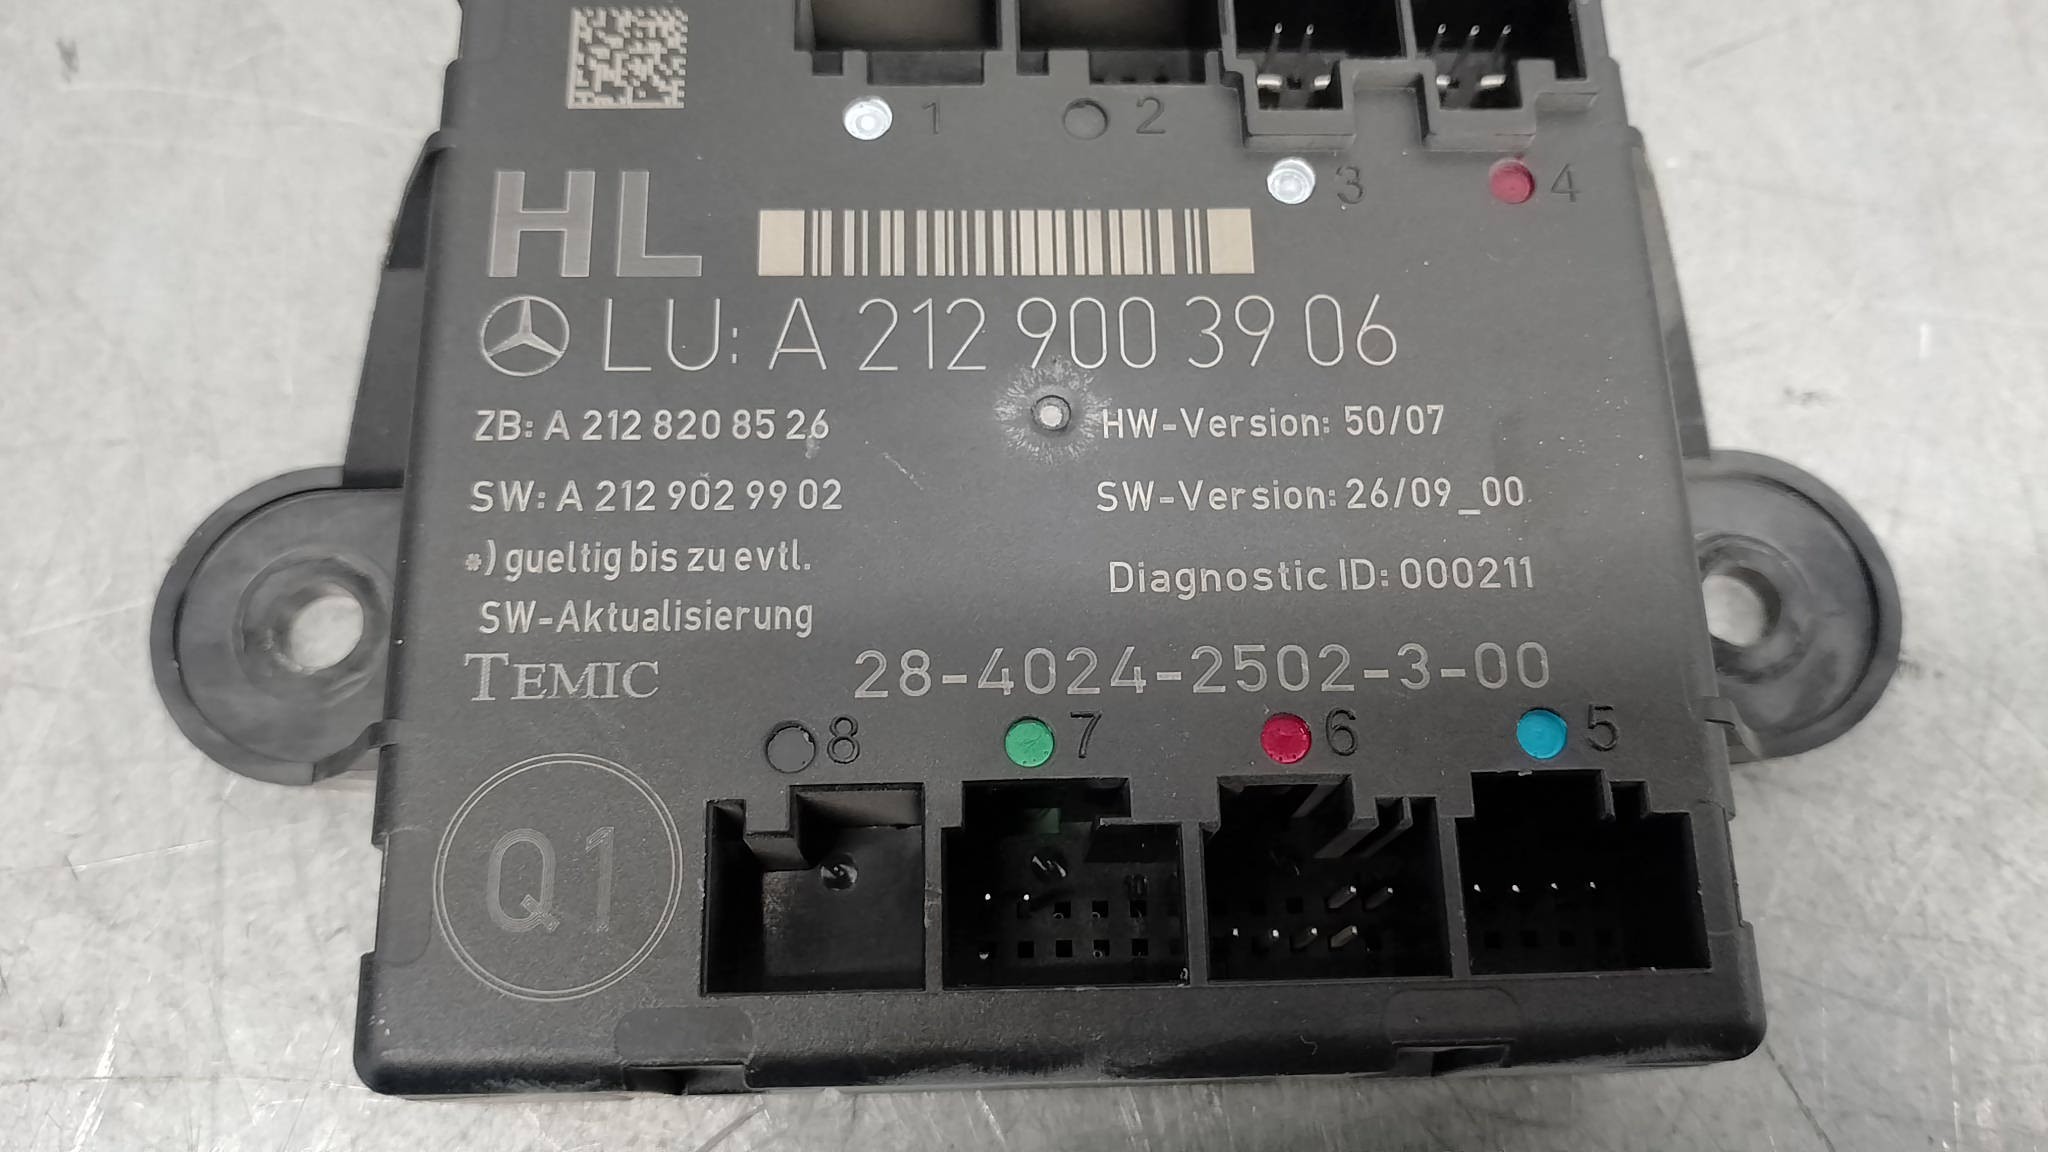 1
2
3
4
HL
LU: A 212 900 39 06
ZB: A 212 820 85 26
HW-Version: 50/07
SW: A 212 902 99 02
SW-Version: 26/09_00
*) gueltig bis zu evtl.
SW-Aktualisierung
Diagnostic ID: 000211
TEMIC
28-4024-2502-3-00
8
7
6
5
Q1